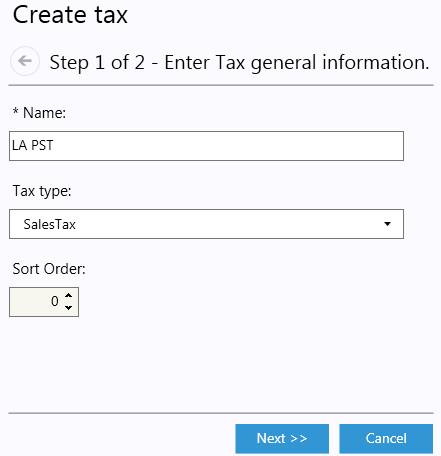 Create tax
Step 1 of 2 - Enter Tax general information.
* Name:
LA PST
Tax type:
SalesTax
Sort Order:
0
Next >> Cancel